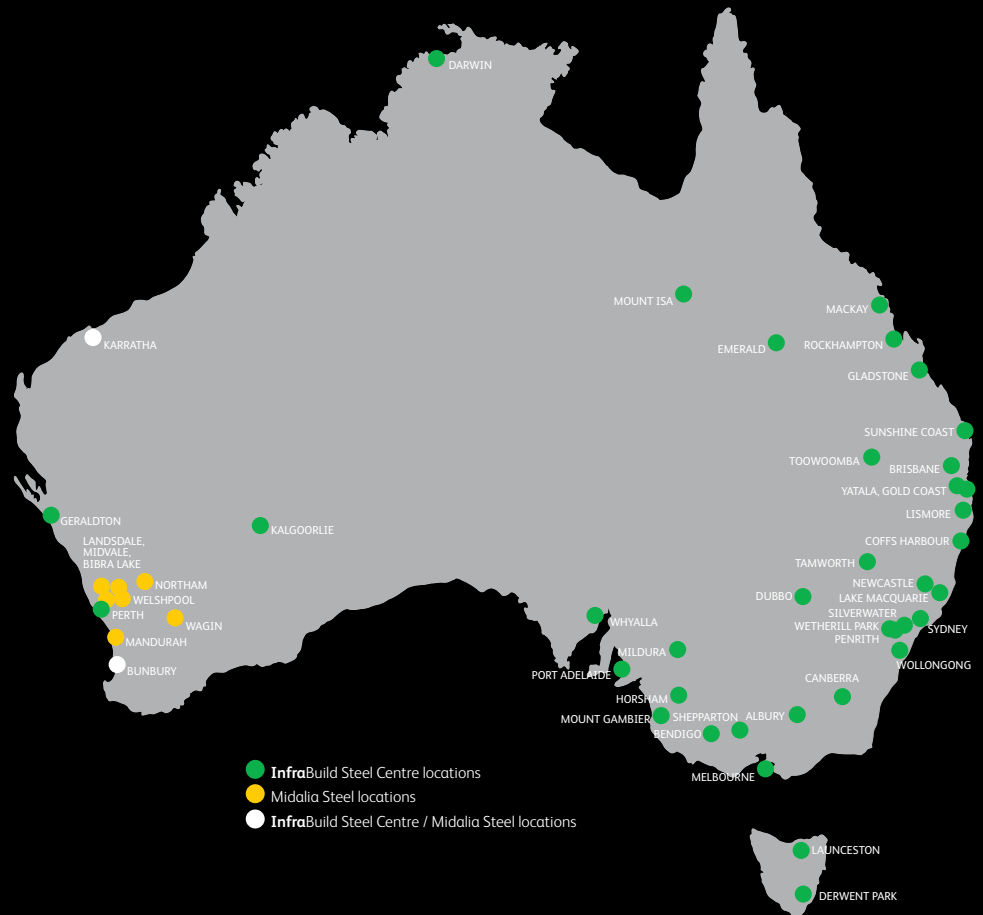 DARWIN
MOUNT ISA
MACKAY
KARRATHA
EMERALD
ROCKHAMPTON
GLADSTONE
SUNSHINE COAST
TOOWOOMBA
BRISBANE
YATALA, GOLD COAST
LISMORE
GERALDTON
KALGOORLIE
COFFS HARBOUR
LANDSDALE,
MIDVALE,
BIBRA LAKE
TAMWORTH
NORTHAM
NEWCASTLE
WELSHPOOL
DUBBO
LAKE MACQUARIE
PERTH
SILVERWATER
WHYALLA
WAGIN
WETHERILL PARK
SYDNEY
MANDURAH
PENRITH
MILDURA
WOLLONGONG
BUNBURY
PORT ADELAIDE
CANBERRA
HORSHAM
MOUNT GAMBIER
SHEPPARTON
ALBURY
BENDIGO
MELBOURNE
InfraBuild Steel Centre locations
Midalia Steel locations
InfraBuild Steel Centre / Midalia Steel locations
LAUNCESTON
DERWENT PARK